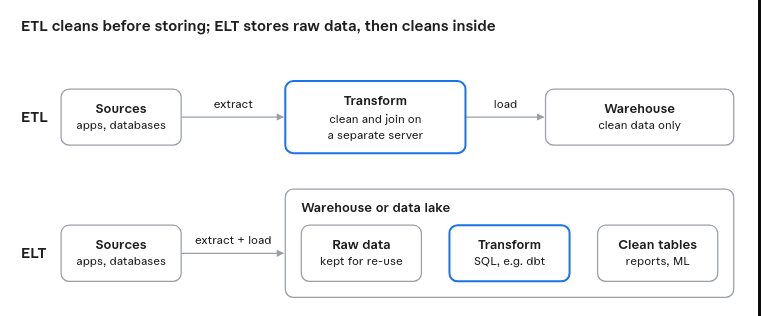 ETL cleans before storing; ELT stores raw data, then cleans inside
ETL
Sources
apps, databases
extract
Transform
clean and join on
a separate server
load
Warehouse
clean data only
ELT
Sources
apps, databases
extract + load
Warehouse or data lake
Raw data
kept for re-use
Transform
SQL, e.g. dbt
Clean tables
reports, ML